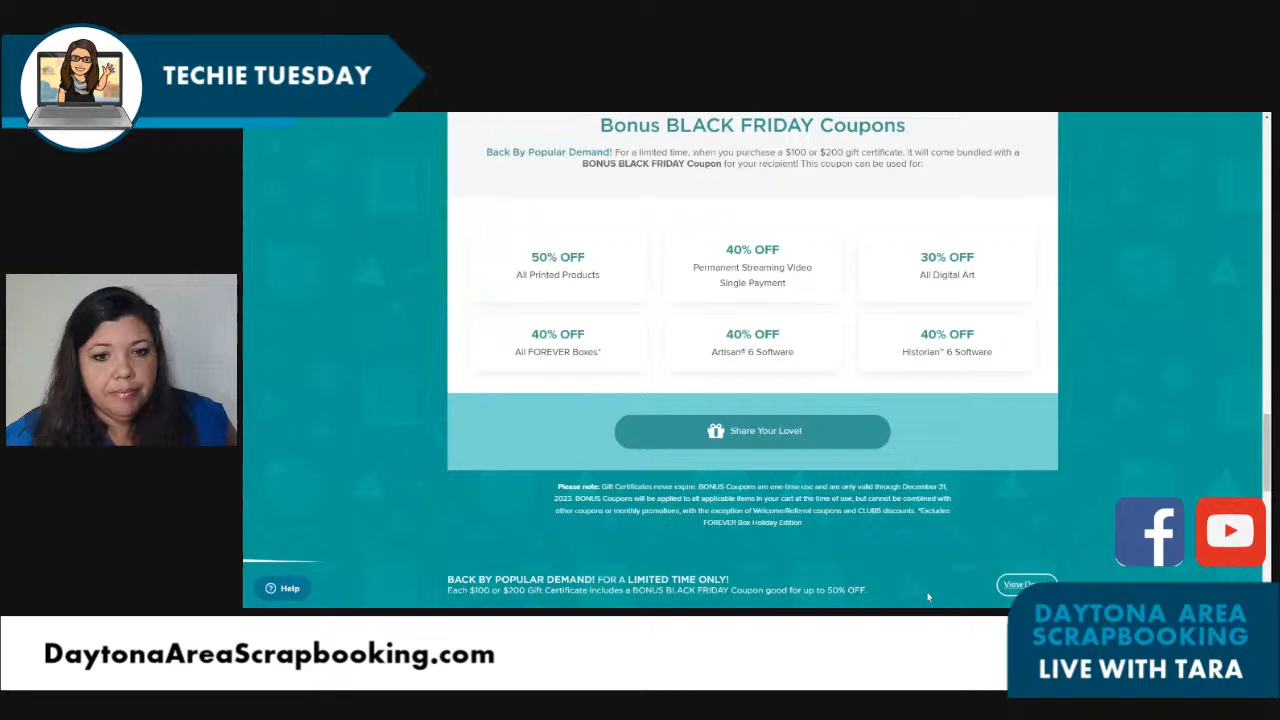 TECHIE TUESDAY
Bonus BLACK FRIDAY Coupons
Back By Popular Demand! For a limited time, when you purchase a $100 or $200 gift certificate, it will come bundled with a
BONUS BLACK FRIDAY Coupon for your recipient! This coupon can be used for:
50% OFF
All Printed Products
40% OFF
Permanent Streaming Video
Single Payment
30% OFF
All Digital Art
40% OFF
All FOREVER Boxes*
40% OFF
Artisan® 6 Software
40% OFF
Historian™ 6 Software
Share Your Love!
Please note: Gift Certificates never expire. BONUS Coupons are one-time use and are only valid through December 31,
2023. BONUS Coupons will be applied to all applicable items in your cart at the time of use, but cannot be combined with
other coupons or monthly promotions, with the exception of Welcome/Referral coupons and CLUBS discounts. *Excludes
FOREVER Box Holiday Edition
Help
BACK BY POPULAR DEMAND! FOR A LIMITED TIME ONLY!
Each $100 or $200 Gift Certificate includes a BONUS BLACK FRIDAY Coupon good for up to 50% OFF.
View
DaytonaAreaScrapbooking.com
DAYTONA AREA
SCRAPBOOKING
LIVE WITH TARA